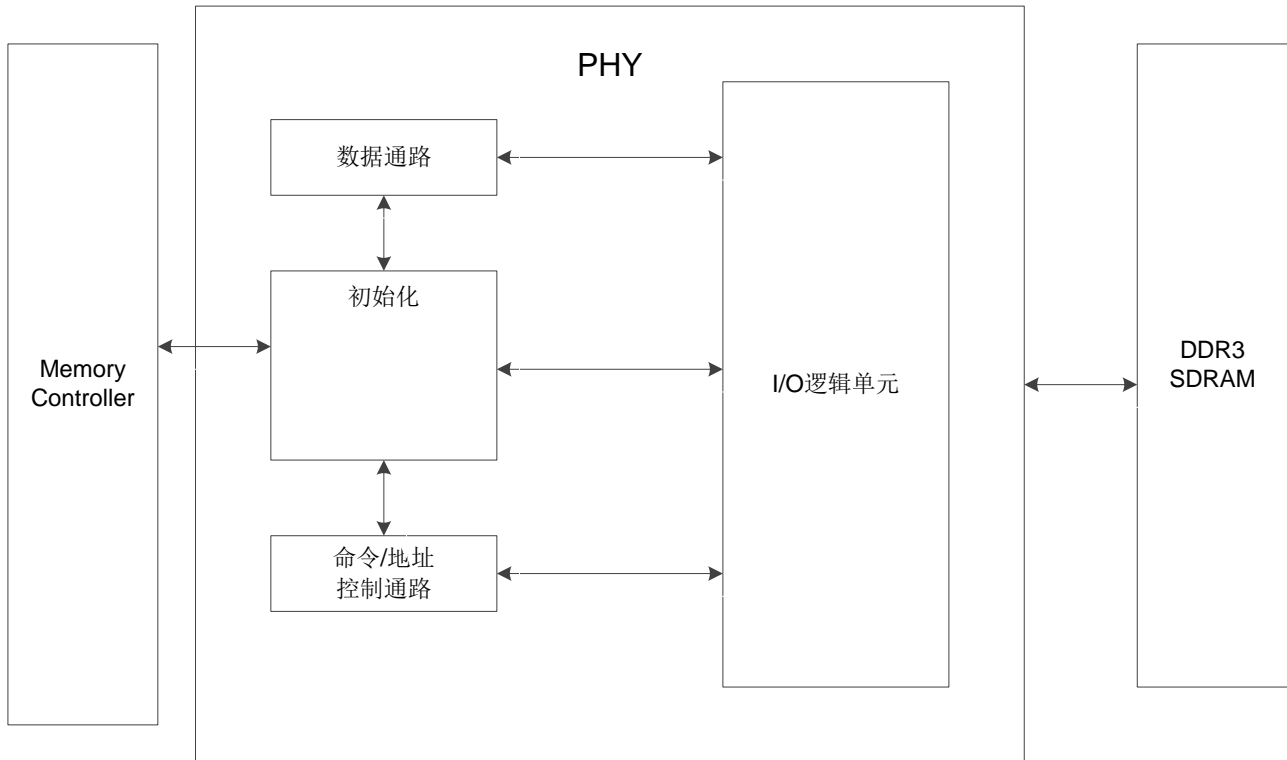 PHY
数据通路
初始化
Memory
Controller
I/O逻辑单元
DDR3
SDRAM
命令/地址
控制通路